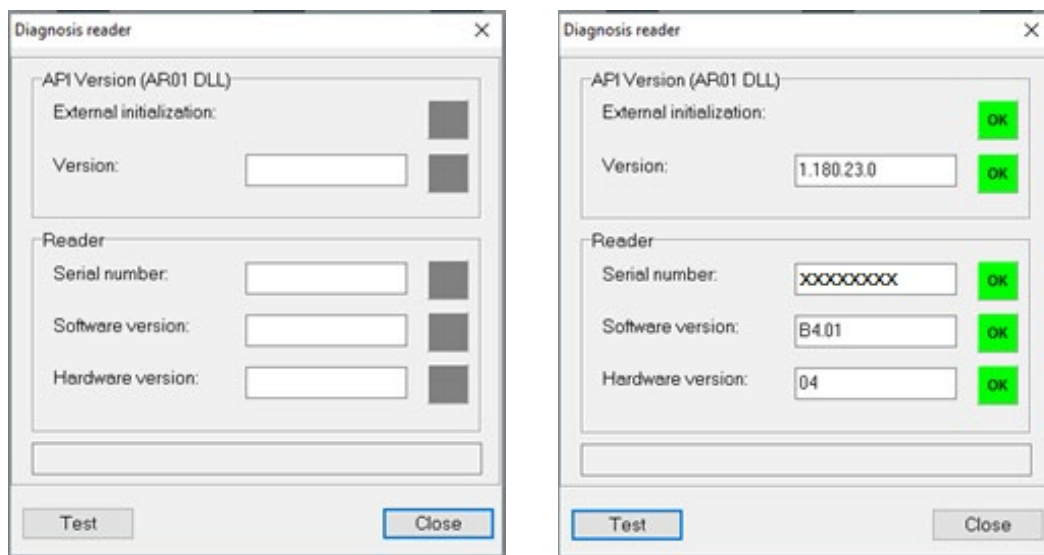 Diagnosis reader
API Version (AR01 DLL)
External initialization:
Version:
Reader
Serial number:
Software version:
Hardware version:
Test Close
Diagnosis reader
API Version (AR01 DLL)
External initialization: OK
Version: 1.180.23.0 OK
Reader
Serial number: XXXXXXXX OK
Software version: B4.01 OK
Hardware version: 04 OK
Test Close